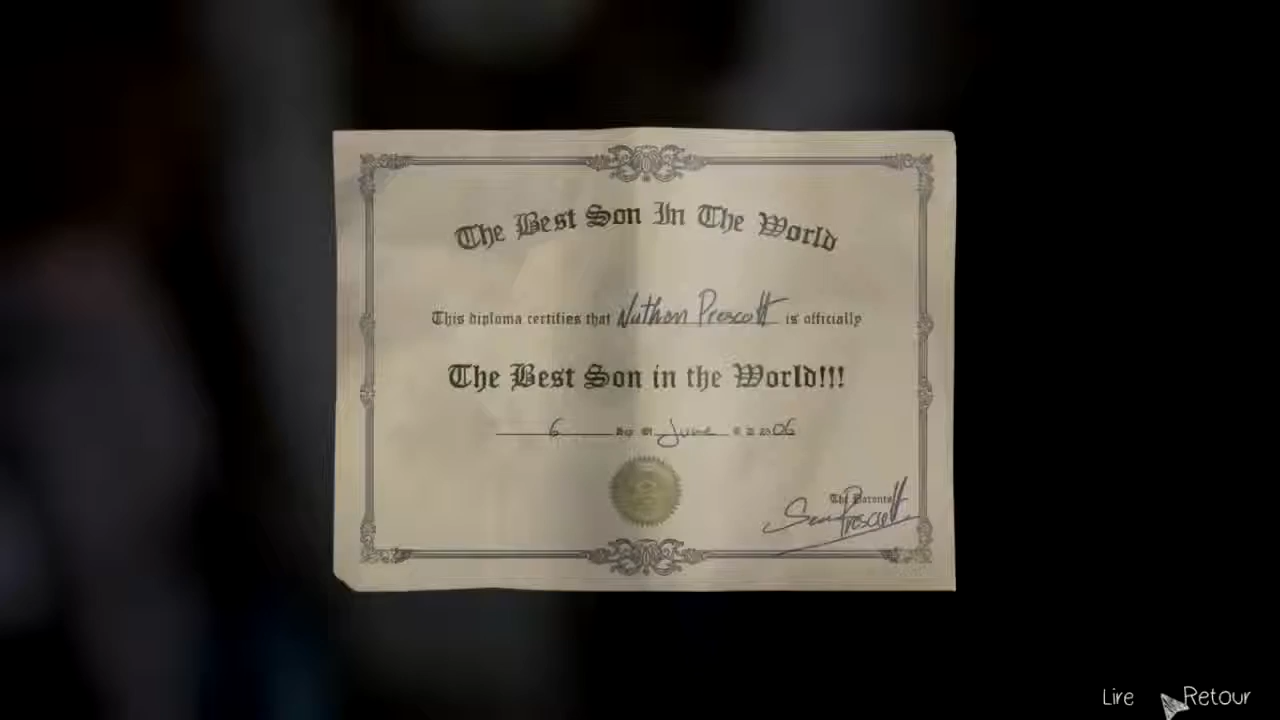 The Best Son In The World
This diploma certifies that Nathan Prescott is officially
The Best Son in the World!!!
6 June 06
The Parents
Sean Prescott
Lire Retour